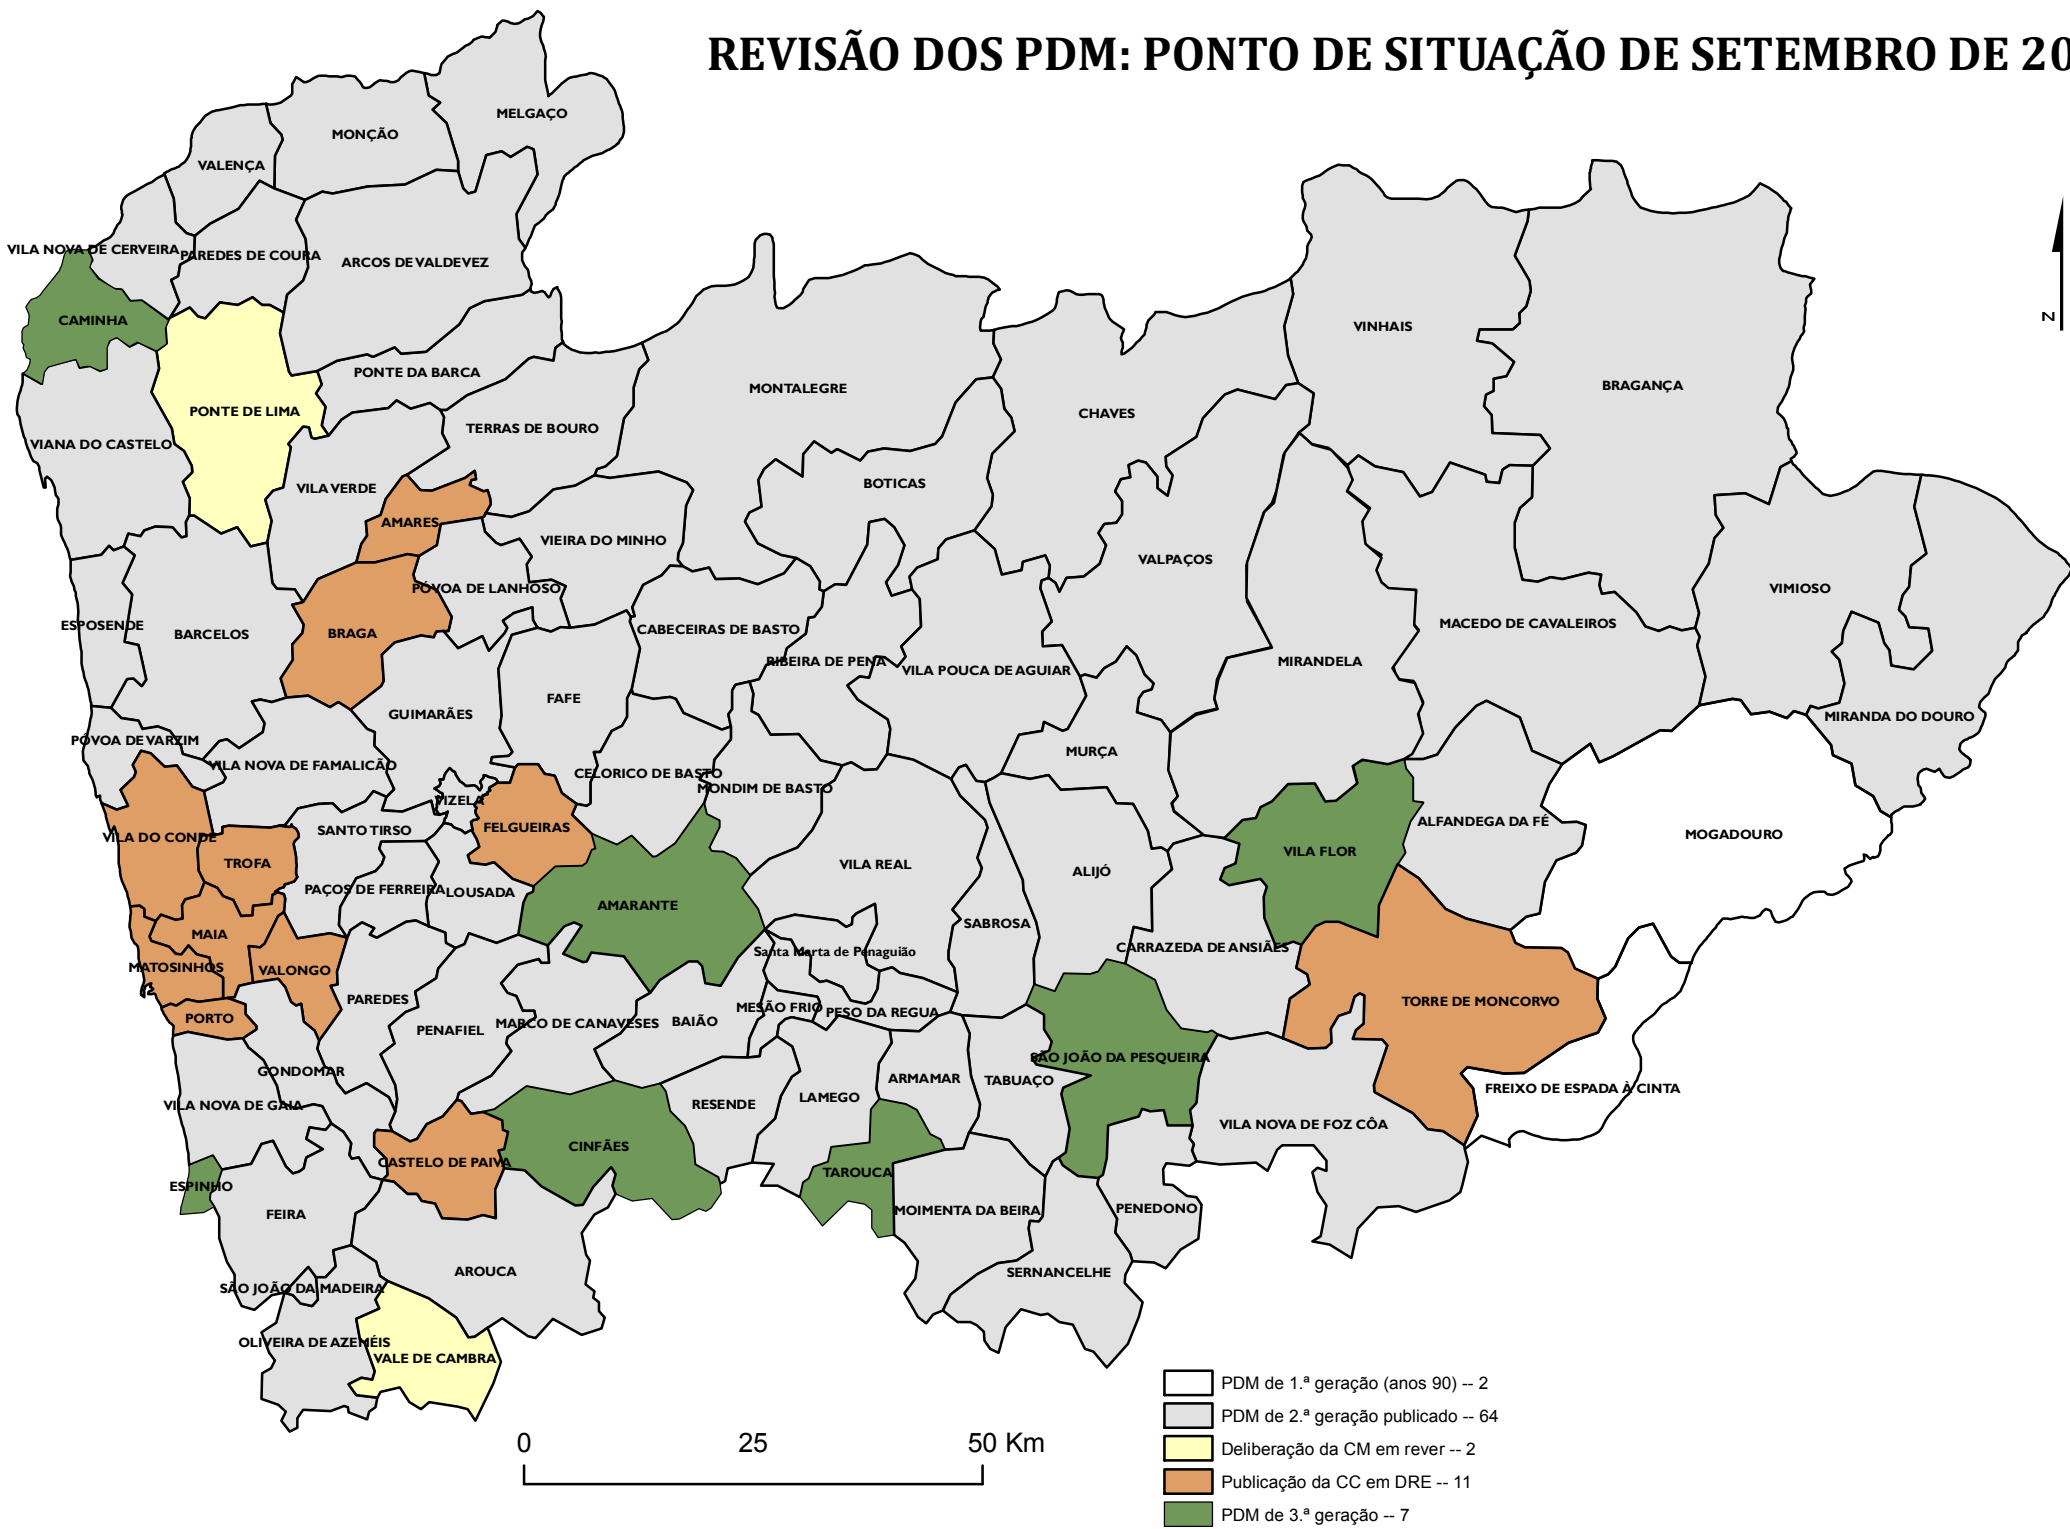 REVISÃO DOS PDM: PONTO DE SITUAÇÃO DE SETEMBRO DE 20
MELGAÇO
MONÇÃO
VALENÇA
VILA NOVA DE CERVEIRA
PAREDES DE COURA
ARCOS DE VALDEVEZ
CAMINHA
N
VINHAIS
PONTE DA BARCA
BRAGANÇA
MONTALEGRE
PONTE DE LIMA
CHAVES
TERRAS DE BOURO
VIANA DO CASTELO
BOTICAS
VILA VERDE
AMARES
VIEIRA DO MINHO
VALPAÇOS
PÓVOA DE LANHOSO
VIMIOSO
ESPOSENDE
BARCELOS
BRAGA
CABECEIRAS DE BASTO
MACEDO DE CAVALEIROS
RIBEIRA DE PENA
VILA POUCA DE AGUIAR
MIRANDELA
FAFE
GUIMARÃES
MIRANDA DO DOURO
PÓVOA DE VARZIM
MURÇA
VILA NOVA DE FAMALICÃO
CELORICO DE BASTO
MONDIM DE BASTO
VIZELA
SANTO TIRSO
FELGUEIRAS
ALFANDEGA DA FÉ
MOGADOURO
VILA DO CONDE
TROFA
VILA FLOR
VILA REAL
ALIJÓ
PAÇOS DE FERREIRA
LOUSADA
AMARANTE
SABROSA
MAIA
CARRAZEDA DE ANSIÃES
Santa Marta de Penaguião
MATOSINHOS
VALONGO
PAREDES
TORRE DE MONCORVO
MESÃO FRIO
PESO DA REGUA
PORTO
PENAFIEL
MARCO DE CANAVESES
BAIÃO
SÃO JOÃO DA PESQUEIRA
GONDOMAR
ARMAMAR
TABUAÇO
FREIXO DE ESPADA À CINTA
LAMEGO
VILA NOVA DE GAIA
RESENDE
VILA NOVA DE FOZ CÔA
CINFÃES
CASTELO DE PAIVA
TAROUCA
ESPINHO
FEIRA
MOIMENTA DA BEIRA
PENEDONO
AROUCA
SERNANCELHE
SÃO JOÃO DA MADEIRA
OLIVEIRA DE AZEMÉIS
VALE DE CAMBRA
PDM de 1.ª geração (anos 90) -- 2
PDM de 2.ª geração publicado -- 64
Deliberação da CM em rever -- 2
Publicação da CC em DRE -- 11
PDM de 3.ª geração -- 7
0 25 50 Km